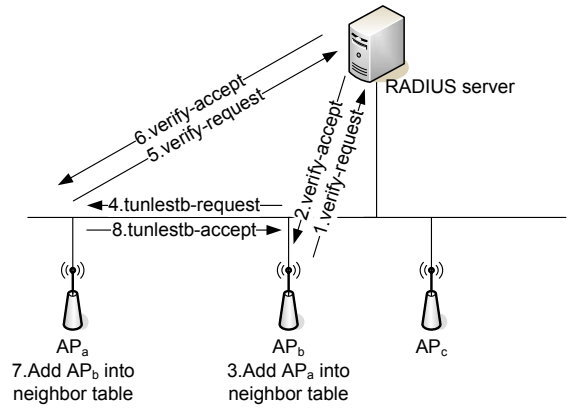 RADIUS server
6.verify-accept
5.verify-request
2.verify-accept
1.verify-request
4.tunlestb-request
8.tunlestb-accept
APa
APb
APc
7.Add APb into
neighbor table
3.Add APa into
neighbor table